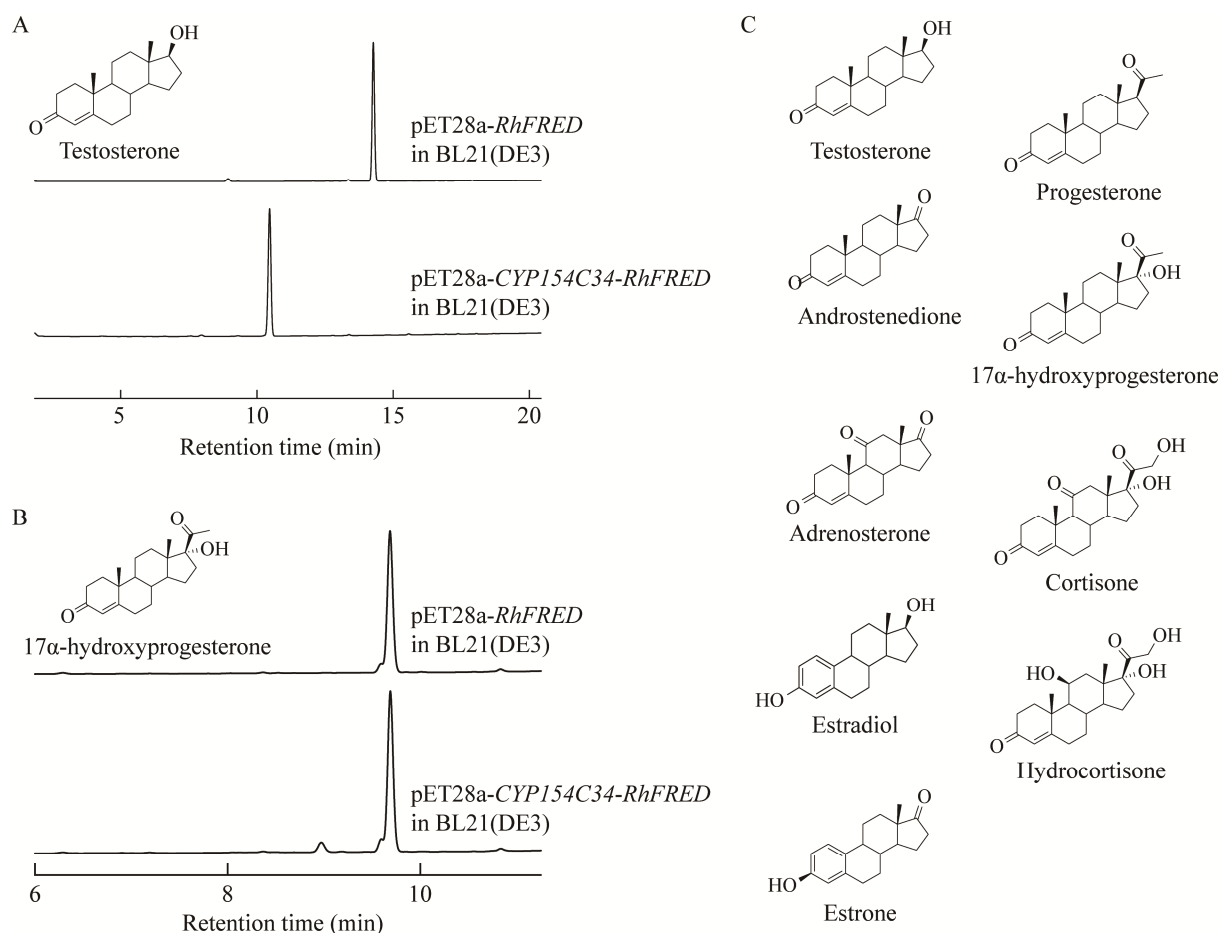 A
OH
O
Testosterone
pET28a-RhFRED
in BL21(DE3)
pET28a-CYP154C34-RhFRED
in BL21(DE3)
5 10 15 20
Retention time (min)
B
O
OH
O
17α-hydroxyprogesterone
pET28a-RhFRED
in BL21(DE3)
pET28a-CYP154C34-RhFRED
in BL21(DE3)
6 8 10
Retention time (min)
C
OH
O
Testosterone
O
O
Progesterone
O
O
Androstenedione
O
OH
O
17α-hydroxyprogesterone
O
O
O
Adrenosterone
OH
O
OH
O
O
Cortisone
OH
HO
Estradiol
OH
O
HO
OH
O
Hydrocortisone
O
HO
Estrone